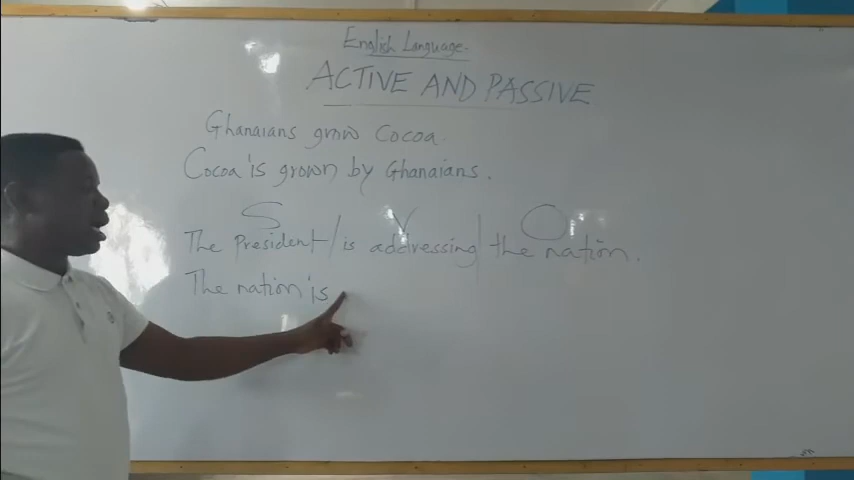 English Language.
ACTIVE AND PASSIVE
Ghanaians grow Cocoa.
Cocoa is grown by Ghanaians.
S V O
The President / is addressing | the nation.
The nation is